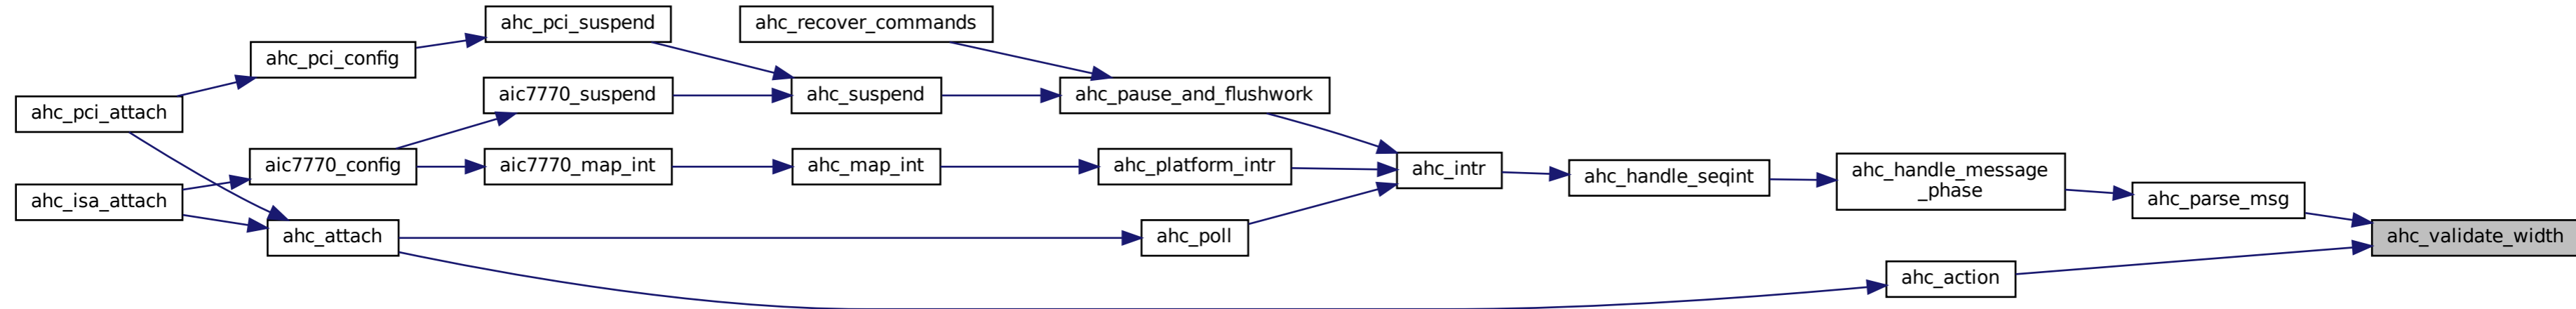 ahc_pci_suspend
ahc_recover_commands
ahc_pci_config
aic7770_suspend
ahc_suspend
ahc_pause_and_flushwork
ahc_pci_attach
aic7770_config
aic7770_map_int
ahc_map_int
ahc_platform_intr
ahc_intr
ahc_handle_seqint
ahc_handle_message
_phase
ahc_isa_attach
ahc_parse_msg
ahc_attach
ahc_poll
ahc_validate_width
ahc_action